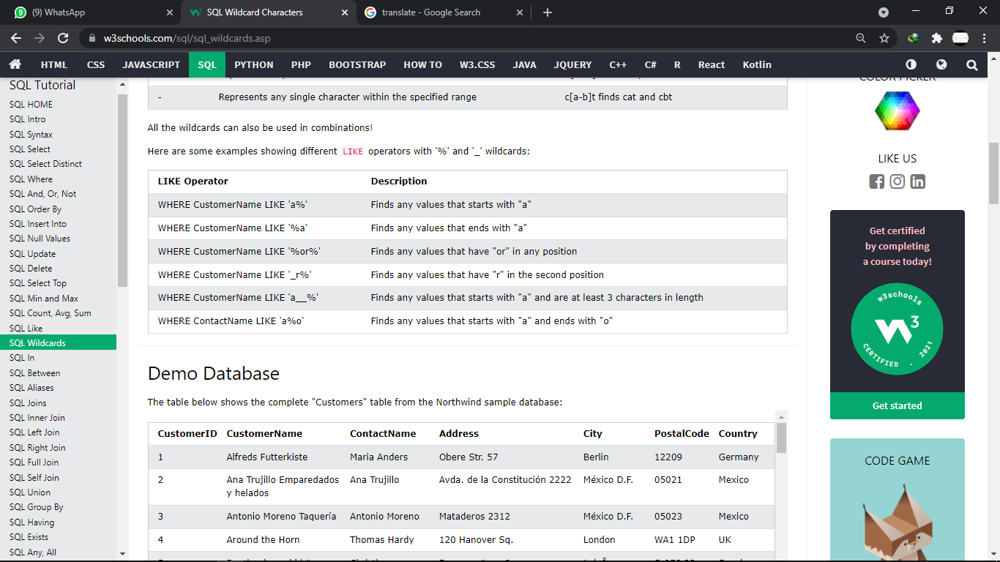 (9) WhatsApp
SQL Wildcard Characters
translate - Google Search
w3schools.com/sql/sql_wildcards.asp
HTML CSS JAVASCRIPT SQL PYTHON PHP BOOTSTRAP HOW TO W3.CSS JAVA JQUERY C++ C# R React Kotlin
SQL Tutorial
SQL HOME
SQL Intro
SQL Syntax
SQL Select
SQL Select Distinct
SQL Where
SQL And, Or, Not
SQL Order By
SQL Insert Into
SQL Null Values
SQL Update
SQL Delete
SQL Select Top
SQL Min and Max
SQL Count, Avg, Sum
SQL Like
SQL Wildcards
SQL In
SQL Between
SQL Aliases
SQL Joins
SQL Inner Join
SQL Left Join
SQL Right Join
SQL Full Join
SQL Self Join
SQL Union
SQL Group By
SQL Having
SQL Exists
SQL Any, All
- Represents any single character within the specified range c[a-b]t finds cat and cbt
All the wildcards can also be used in combinations!
Here are some examples showing different LIKE operators with '%' and '_' wildcards:
LIKE Operator Description
WHERE CustomerName LIKE 'a%' Finds any values that starts with "a"
WHERE CustomerName LIKE '%a' Finds any values that ends with "a"
WHERE CustomerName LIKE '%or%' Finds any values that have "or" in any position
WHERE CustomerName LIKE '_r%' Finds any values that have "r" in the second position
WHERE CustomerName LIKE 'a__%' Finds any values that starts with "a" and are at least 3 characters in length
WHERE ContactName LIKE 'a%o' Finds any values that starts with "a" and ends with "o"
Demo Database
The table below shows the complete "Customers" table from the Northwind sample database:
CustomerID CustomerName ContactName Address City PostalCode Country
1 Alfreds Futterkiste Maria Anders Obere Str. 57 Berlin 12209 Germany
2 Ana Trujillo Emparedados y helados Ana Trujillo Avda. de la Constitución 2222 México D.F. 05021 Mexico
3 Antonio Moreno Taquería Antonio Moreno Mataderos 2312 México D.F. 05023 Mexico
4 Around the Horn Thomas Hardy 120 Hanover Sq. London WA1 1DP UK
COLOR PICKER
LIKE US
Get certified
by completing
a course today!
w3schools
3
CERTIFIED . 2021
Get started
CODE GAME